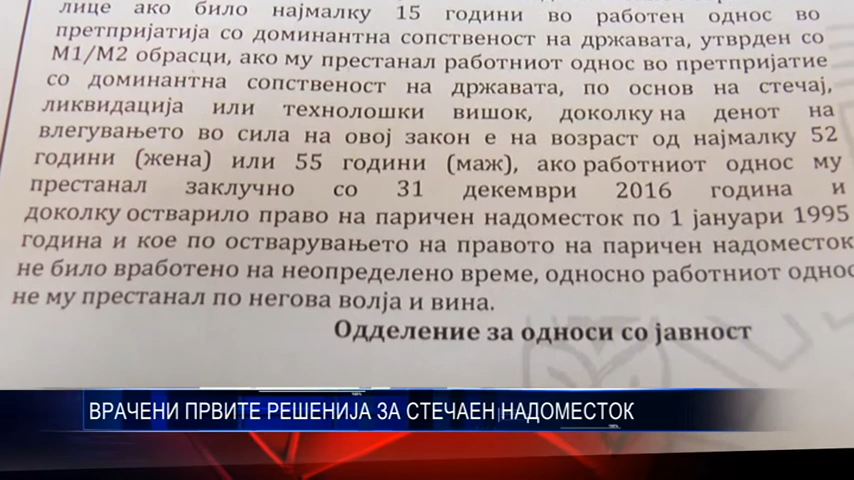 лице ако било најмалку 15 години во работен однос во
претпријатија со доминантна сопственост на државата, утврден со
М1/М2 обрасци, ако му престанал работниот однос во претпријатие
со доминантна сопственост на државата, по основ на стечај,
ликвидација или технолошки вишок, доколку на денот на
влегувањето во сила на овој закон е на возраст од најмалку 52
години (жена) или 55 години (маж), ако работниот однос му
престанал заклучно со 31 декември 2016 година и
доколку остварило право на паричен надоместок по 1 јануари 1995
година и кое по остварувањето на правото на паричен надоместок
не било вработено на неопределено време, односно работниот однос
не му престанал по негова волја и вина.
Одделение за односи со јавност
ВРАЧЕНИ ПРВИТЕ РЕШЕНИЈА ЗА СТЕЧАЕН НАДОМЕСТОК